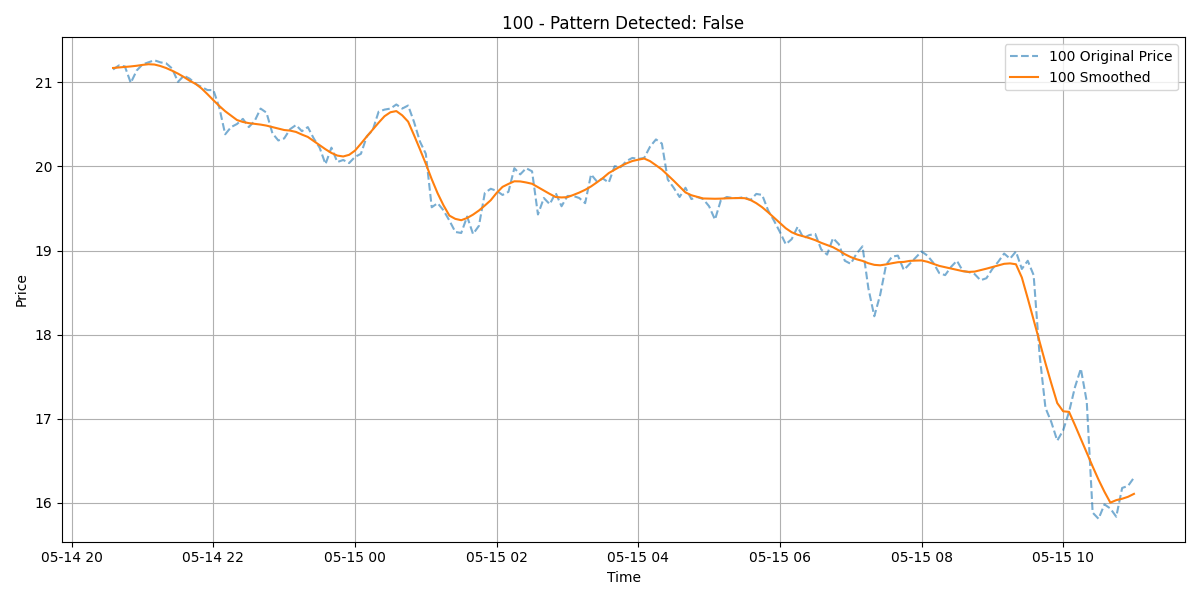 100 - Pattern Detected: False
100 Original Price
100 Smoothed
21
20
19
18
17
16
Price
05-14 20 05-14 22 05-15 00 05-15 02 05-15 04 05-15 06 05-15 08 05-15 10
Time